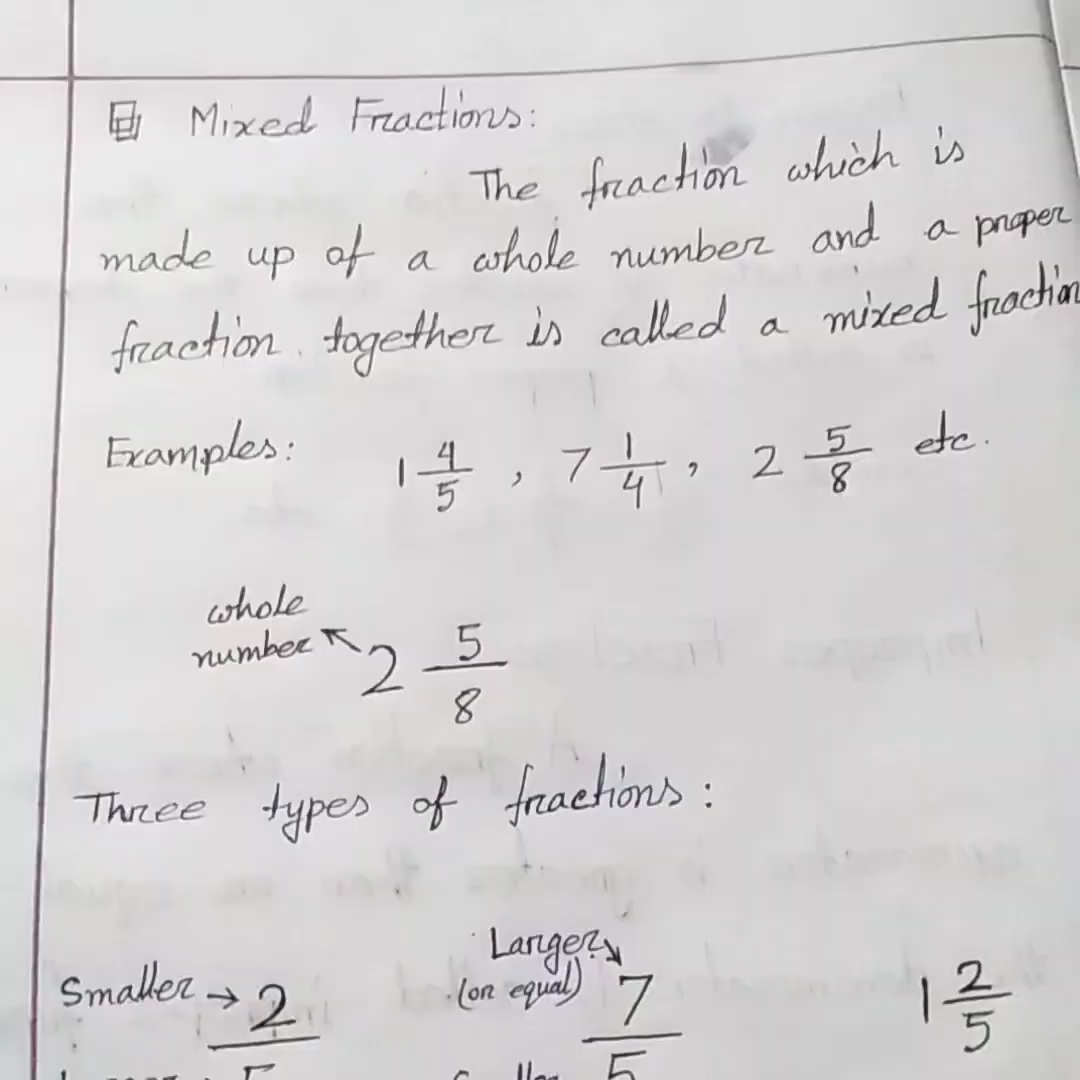 Mixed Fractions:
The fraction which is
made up of a whole number and a proper
fraction together is called a mixed fraction
Examples: 1 4/5 , 7 1/4 , 2 5/8 etc.
whole
number 2 5/8
Three types of fractions:
Larger
Smaller → 2 (or equal) 7 1 2/5
5